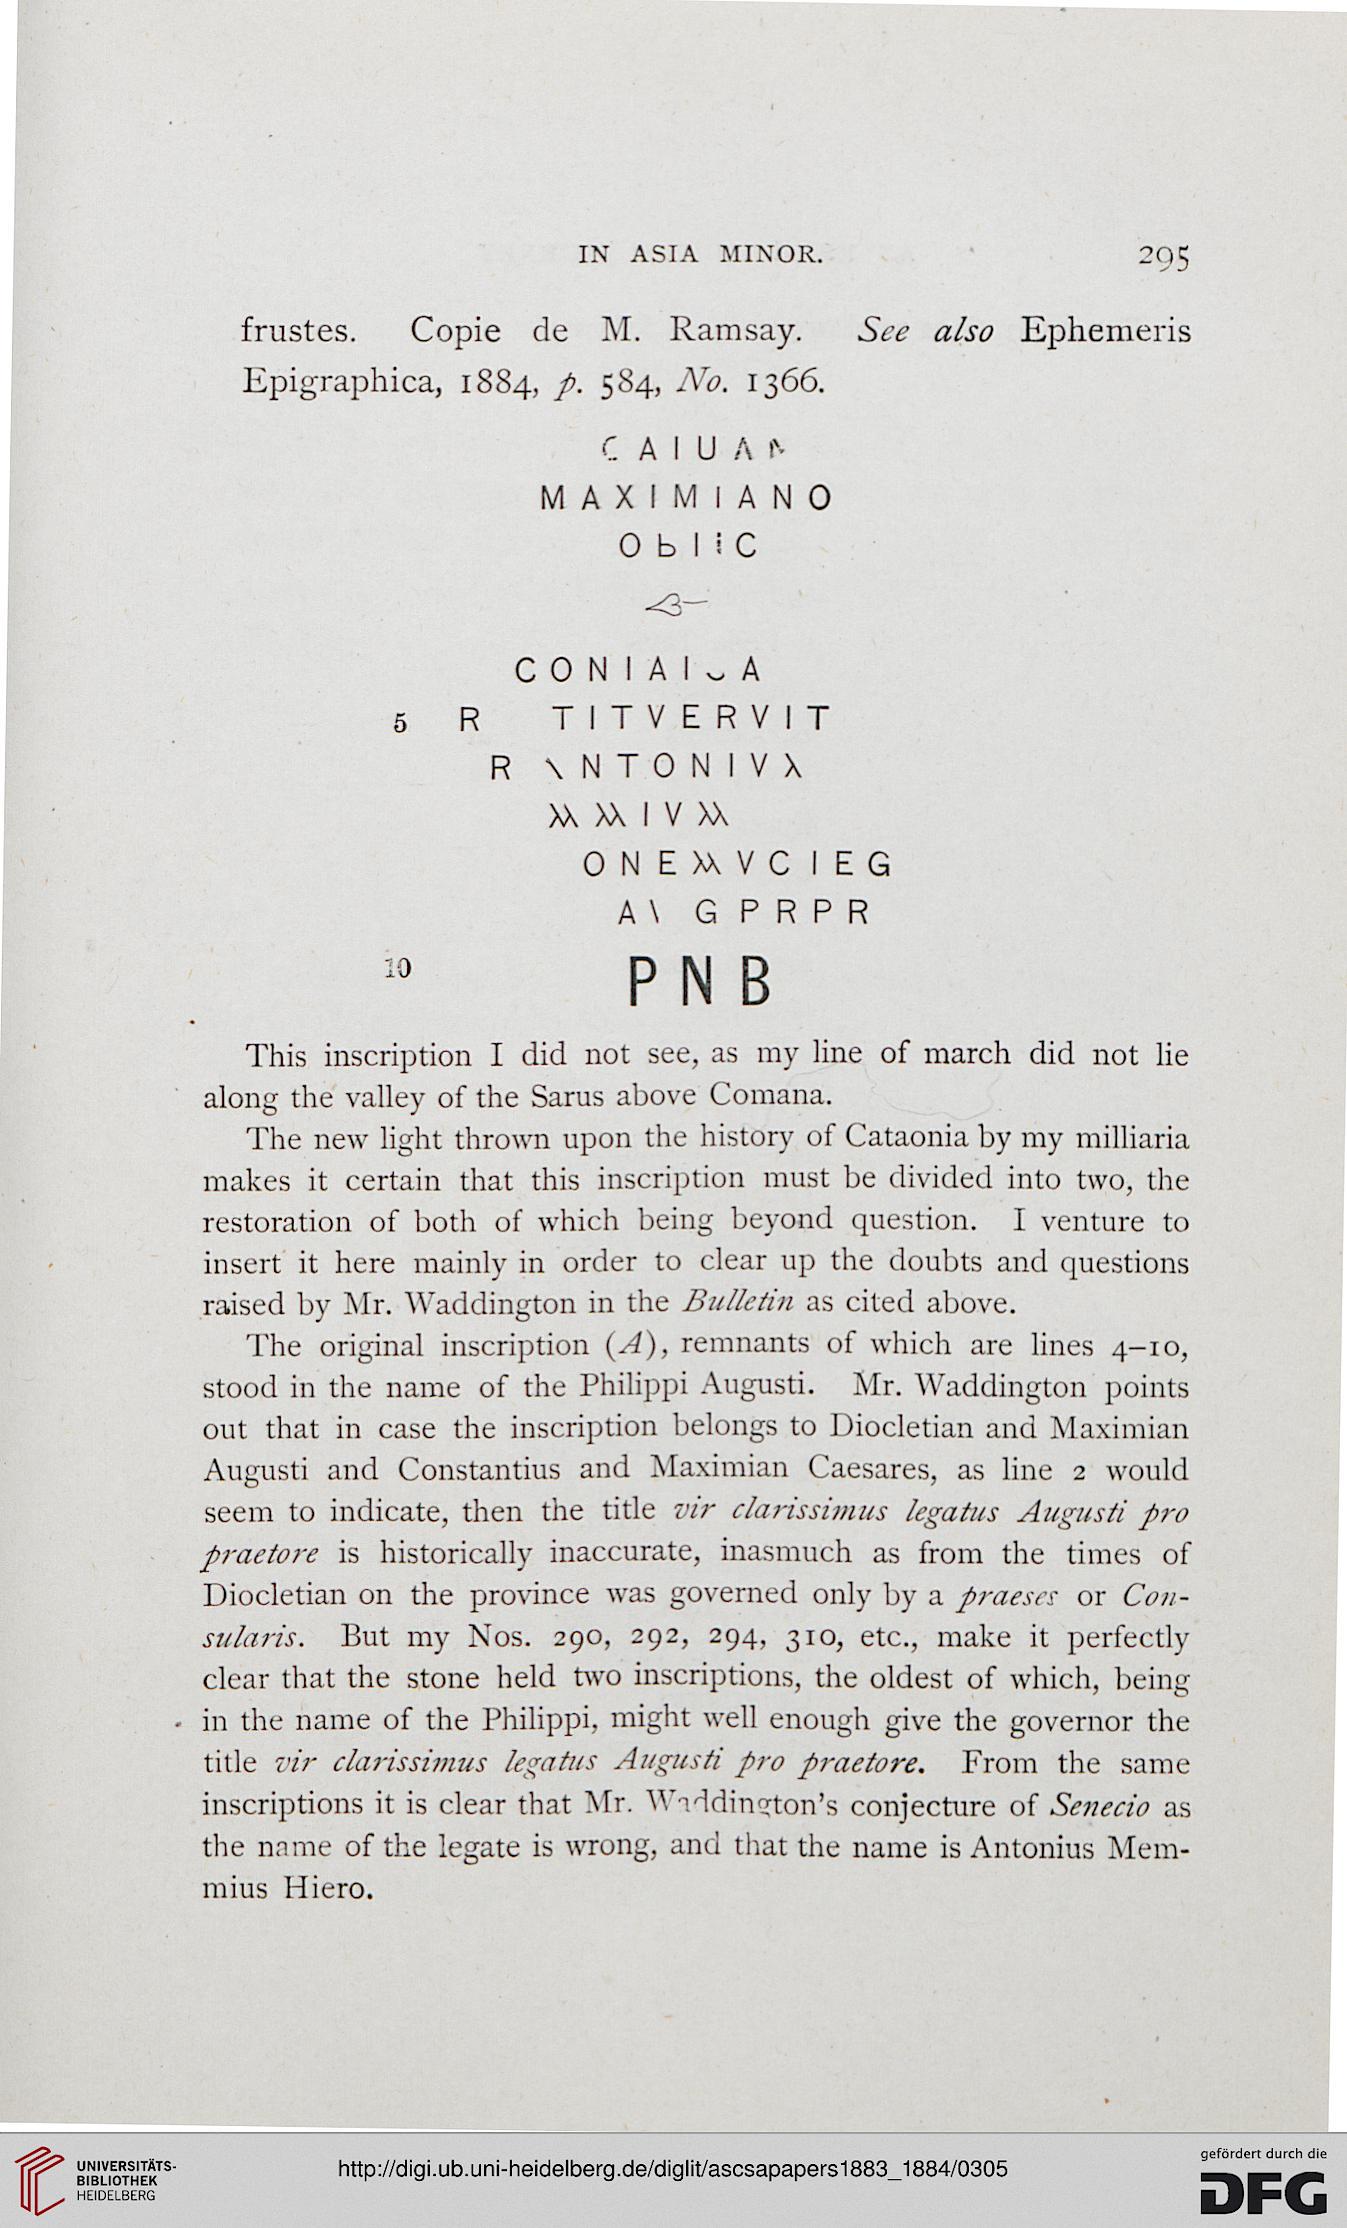 IN ASIA MINOR. 295
frustes. Copie de M. Ramsay. See also Ephemeris
Epigraphica, 1884, p. 584, No. 1366.
C A I U Λ
M A X I M I A N O
O b I ⁞ C
C O N I A I ᴗ A
5 R T I T V E R V I T
R \ N T O N I V λ
ꟽ ꟽ I V ꟽ
O N E ꟽ V C I E G
A \ G P R P R
10 P N B
This inscription I did not see, as my line of march did not lie
along the valley of the Sarus above Comana.
The new light thrown upon the history of Cataonia by my milliaria
makes it certain that this inscription must be divided into two, the
restoration of both of which being beyond question. I venture to
insert it here mainly in order to clear up the doubts and questions
raised by Mr. Waddington in the Bulletin as cited above.
The original inscription (A), remnants of which are lines 4–10,
stood in the name of the Philippi Augusti. Mr. Waddington points
out that in case the inscription belongs to Diocletian and Maximian
Augusti and Constantius and Maximian Caesares, as line 2 would
seem to indicate, then the title vir clarissimus legatus Augusti pro
praetore is historically inaccurate, inasmuch as from the times of
Diocletian on the province was governed only by a praeses or Con-
sularis. But my Nos. 290, 292, 294, 310, etc., make it perfectly
clear that the stone held two inscriptions, the oldest of which, being
in the name of the Philippi, might well enough give the governor the
title vir clarissimus legatus Augusti pro praetore. From the same
inscriptions it is clear that Mr. Waddington's conjecture of Senecio as
the name of the legate is wrong, and that the name is Antonius Mem-
mius Hiero.
UNIVERSITÄTS-
BIBLIOTHEK
HEIDELBERG
http://digi.ub.uni-heidelberg.de/diglit/ascsapapers1883_1884/0305
gefördert durch die
DFG